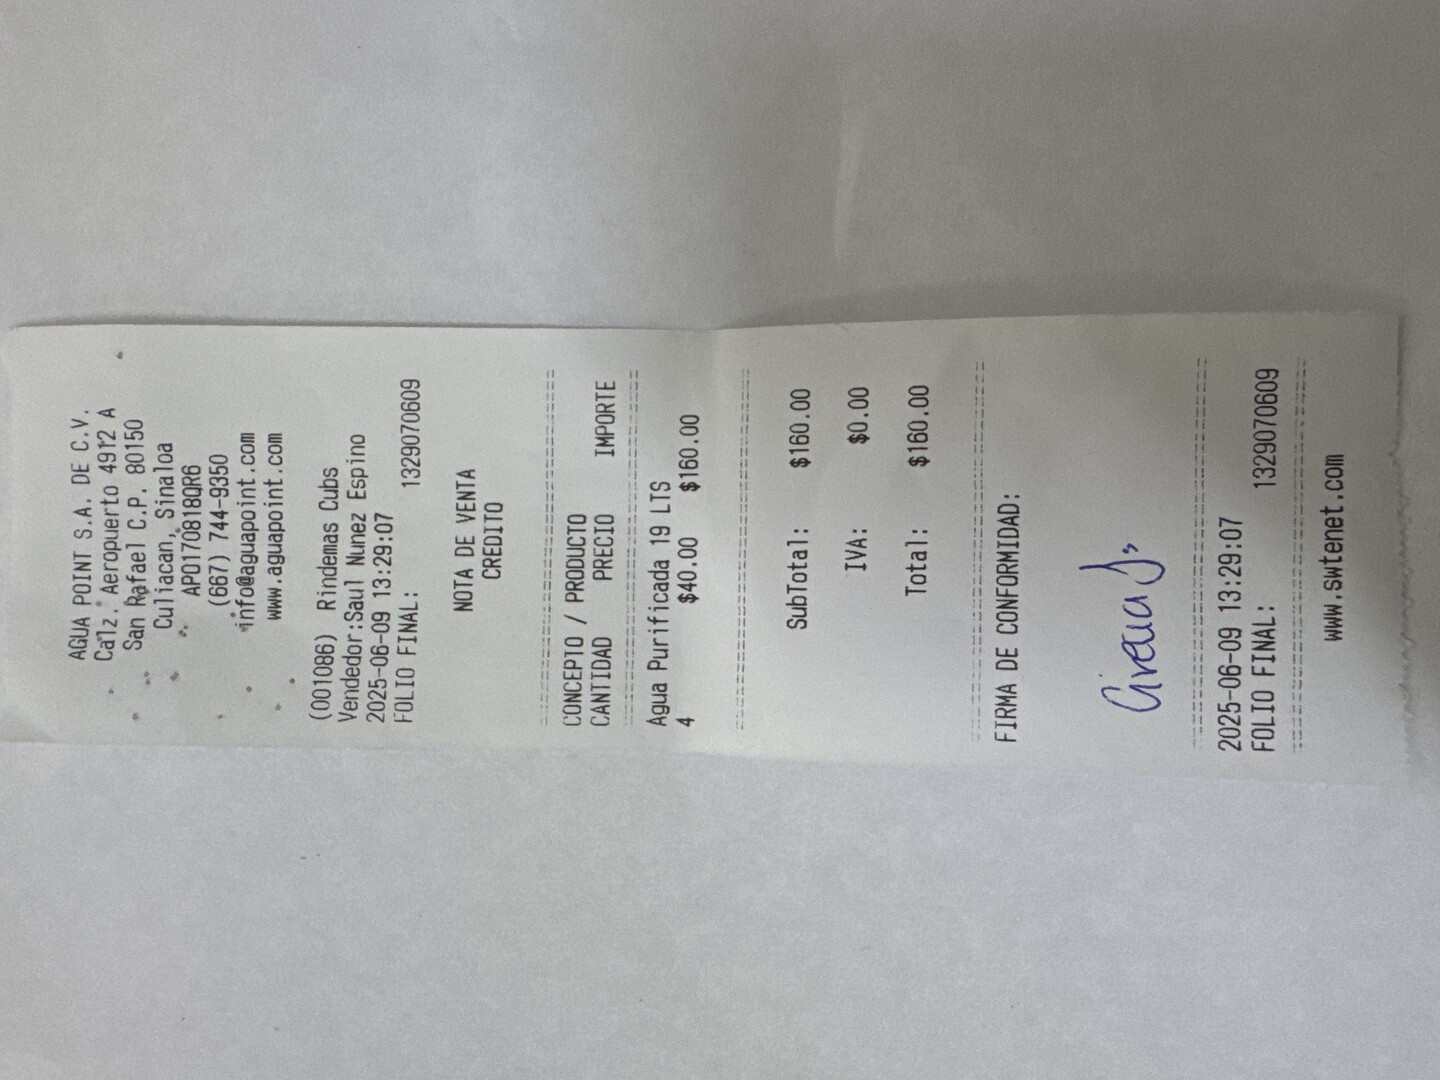 AGUA POINT S.A. DE C.V.
Calz. Aeropuerto 4912 A
San Rafael C.P. 80150
Culiacan, Sinaloa
APO170818QR6
(667) 744-9350
info@aguapoint.com
www.aguapoint.com
(001086) Rindemas Cubs
Vendedor:Saul Nunez Espino
2025-06-09 13:29:07
FOLIO FINAL: 1329070609
NOTA DE VENTA
CREDITO
CONCEPTO / PRODUCTO
CANTIDAD PRECIO IMPORTE
Agua Purificada 19 LTS
4 $40.00 $160.00
SubTotal: $160.00
IVA: $0.00
Total: $160.00
FIRMA DE CONFORMIDAD:
2025-06-09 13:29:07
FOLIO FINAL: 1329070609
www.swtenet.com